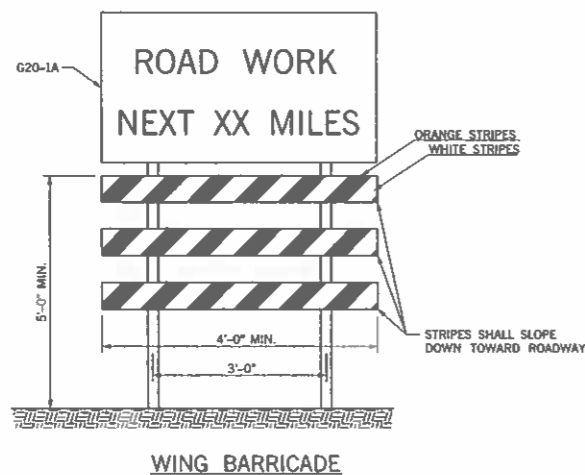 G20-1A
ROAD WORK
NEXT XX MILES
ORANGE STRIPES
WHITE STRIPES
5'-0" MIN.
4'-0" MIN.
3'-0"
STRIPES SHALL SLOPE
DOWN TOWARD ROADWAY
WING BARRICADE